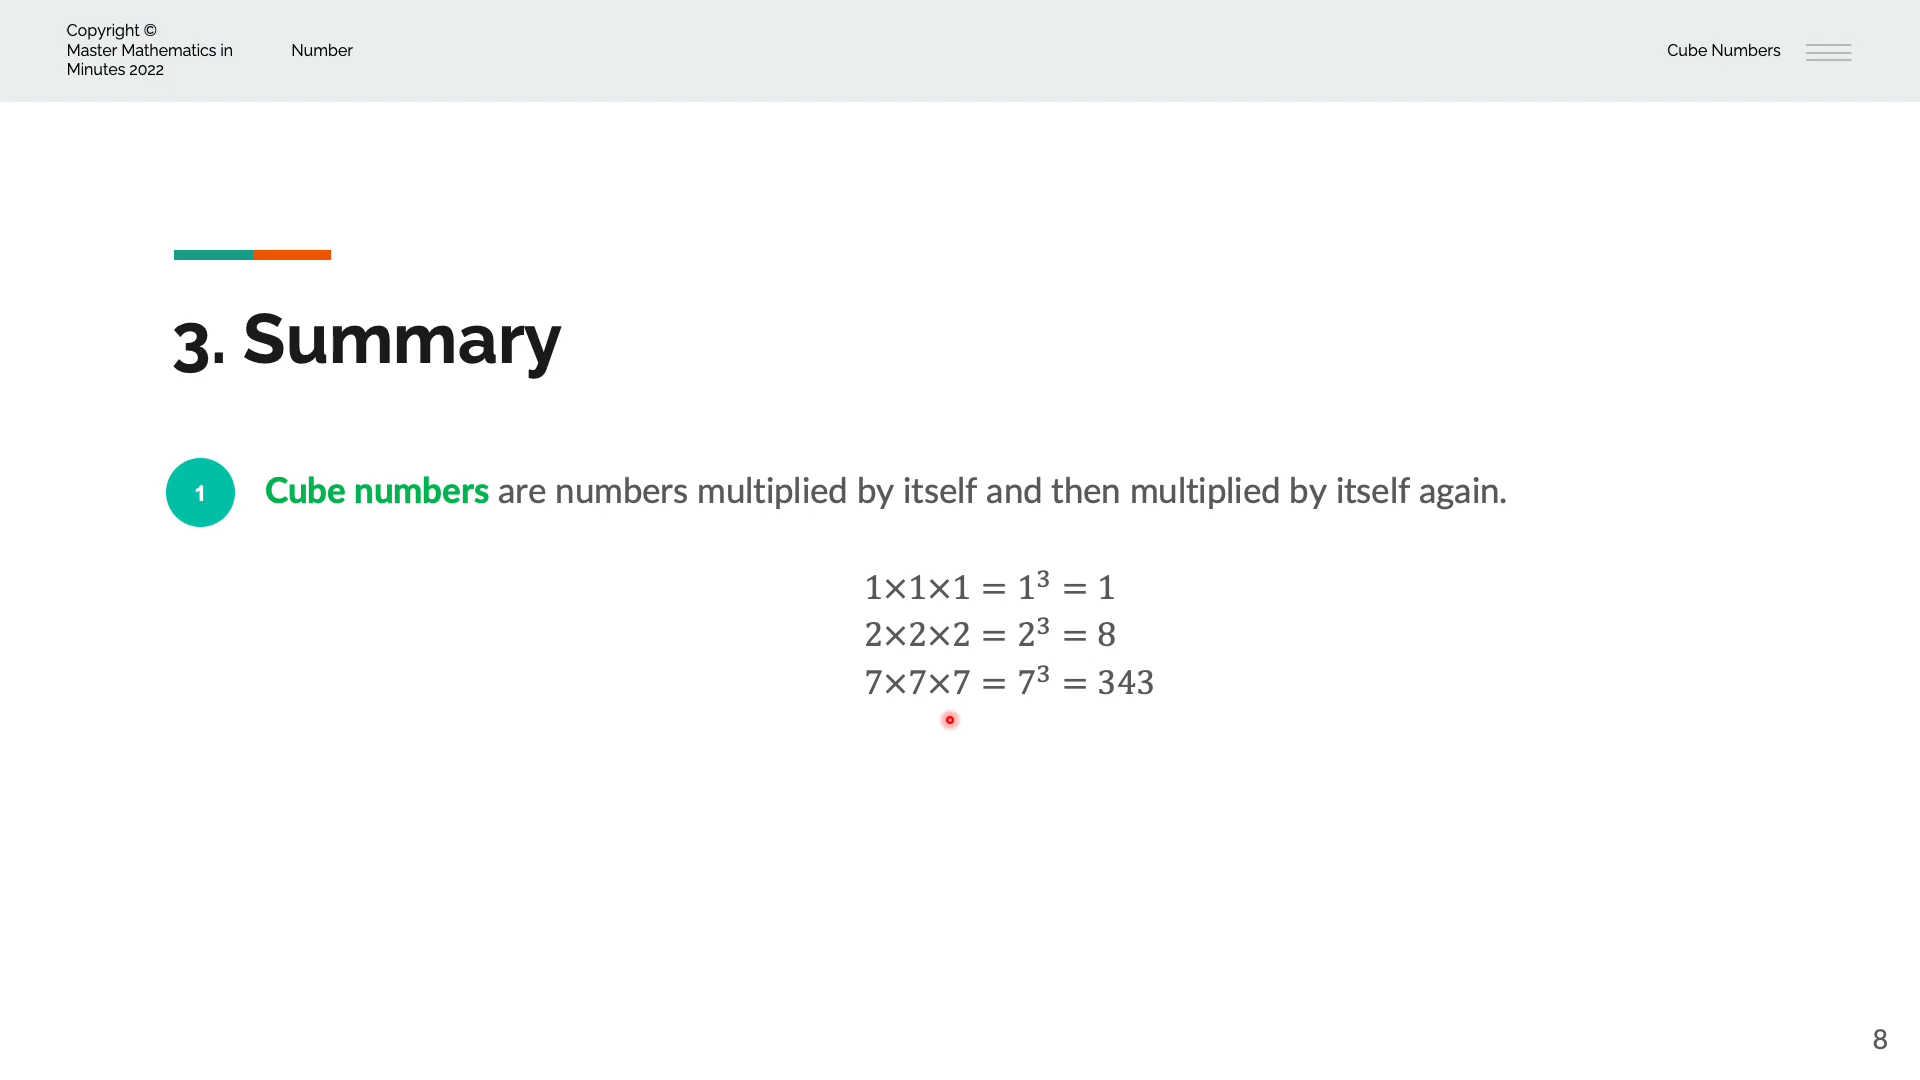 Copyright ©
Master Mathematics in
Minutes 2022
Number
Cube Numbers
3. Summary
1
Cube numbers are numbers multiplied by itself and then multiplied by itself again.
1×1×1 = 1³ = 1
2×2×2 = 2³ = 8
7×7×7 = 7³ = 343
8